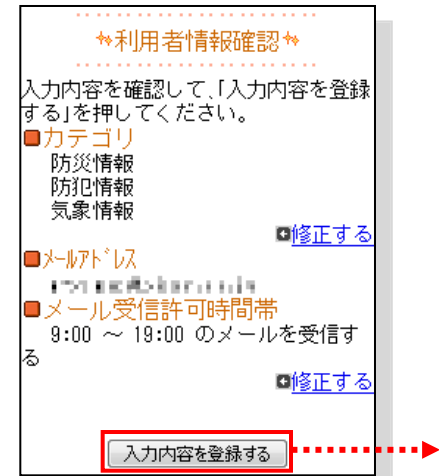 利用者情報確認
入力内容を確認して、「入力内容を登録
する」を押してください。
■カテゴリ
防災情報
防犯情報
気象情報
修正する
■メールアドレス
■メール受信許可時間帯
9:00 ～ 19:00 のメールを受信す
る
修正する
入力内容を登録する